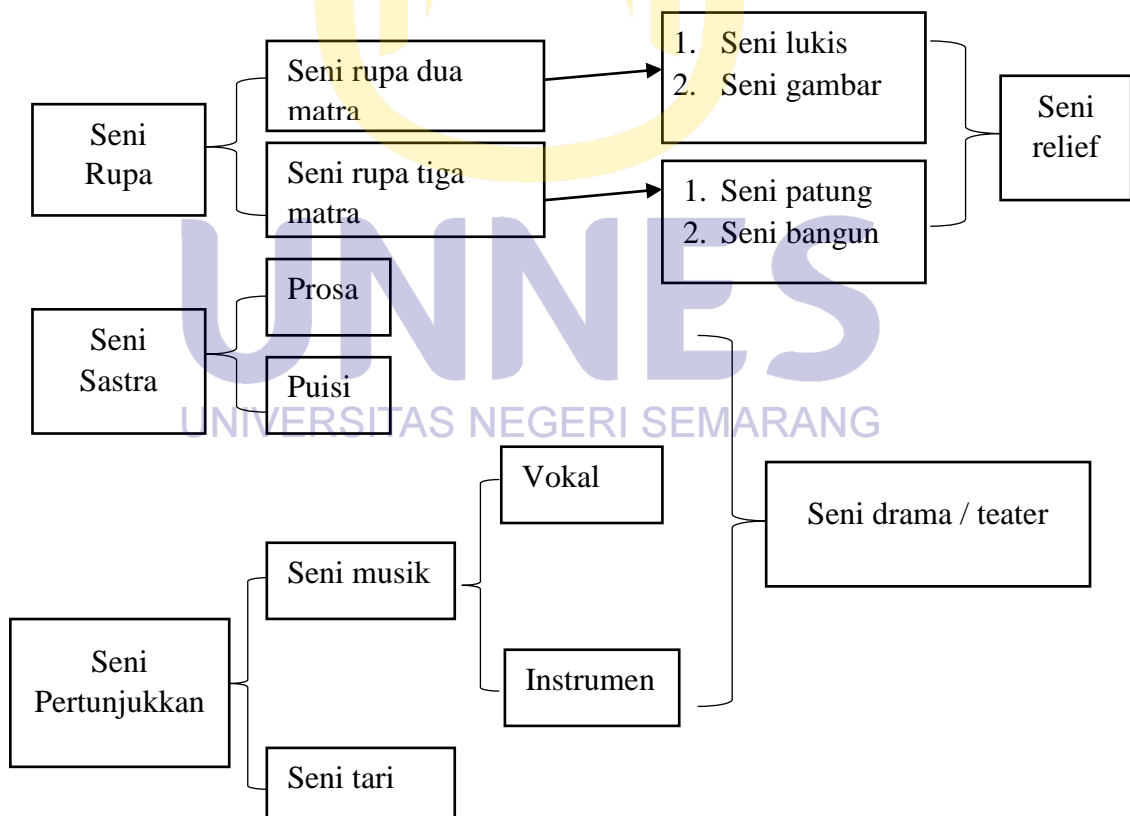 Seni
Rupa
Seni rupa dua
matra
Seni rupa tiga
matra
1. Seni lukis
2. Seni gambar
1. Seni patung
2. Seni bangun
Seni
relief
Seni
Sastra
Prosa
Puisi
UNNES
UNIVERSITAS NEGERI SEMARANG
Seni
Pertunjukkan
Seni musik
Seni tari
Vokal
Instrumen
Seni drama / teater